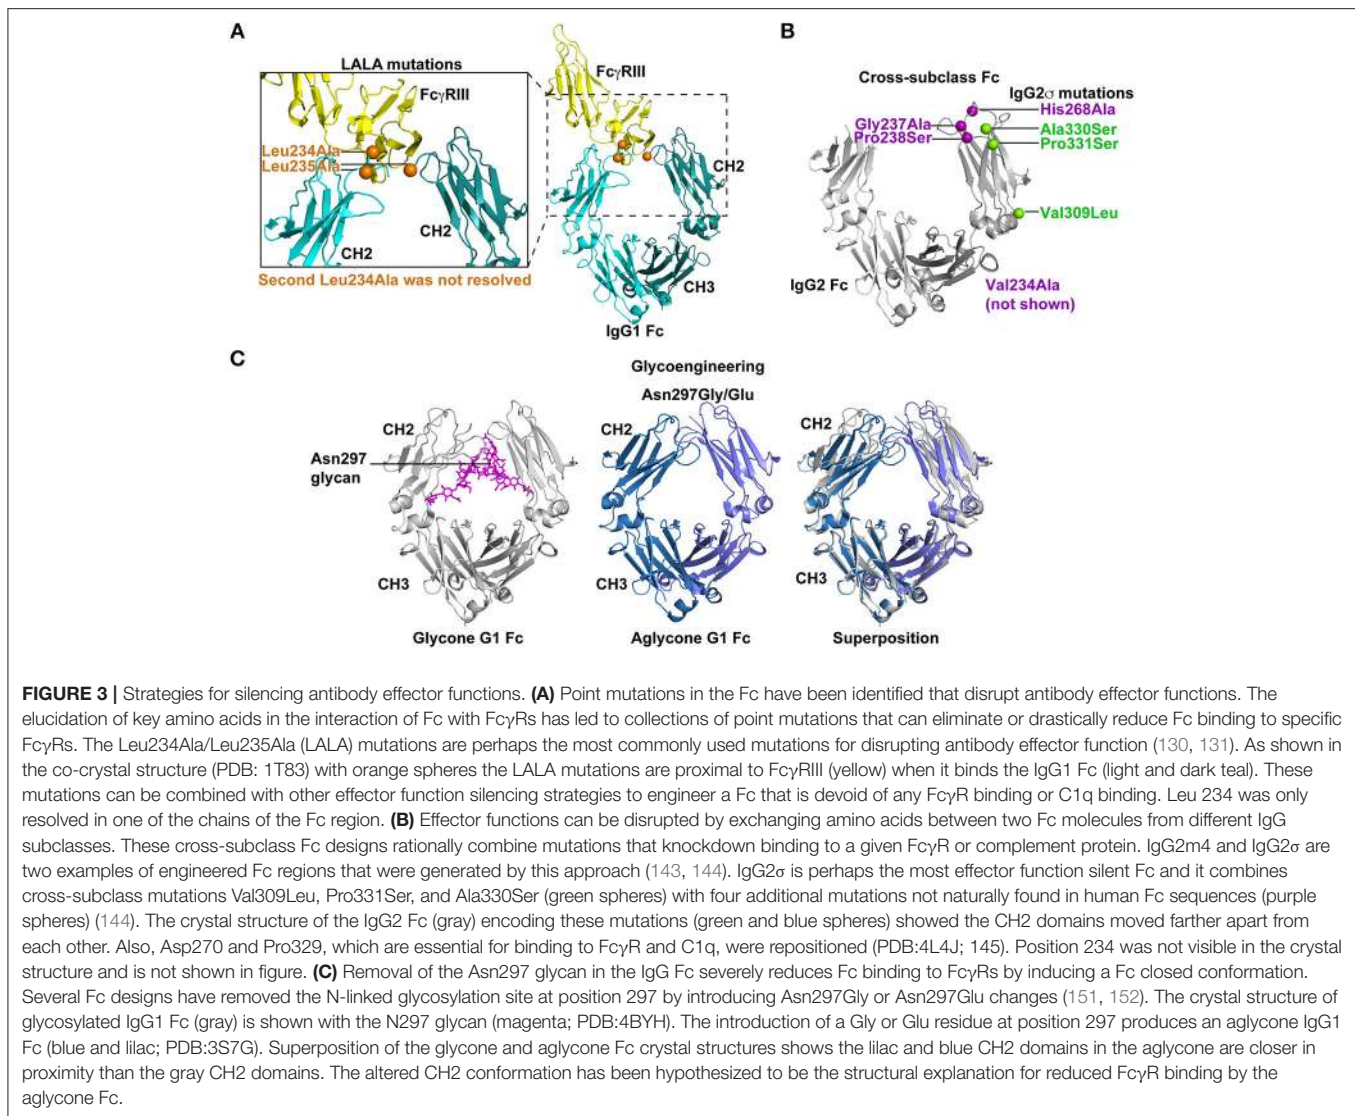 A
LALA mutations
FcγRIII
Leu234Ala
Leu235Ala
CH2
CH2
Second Leu234Ala was not resolved
FcγRIII
CH2
CH3
IgG1 Fc
B
Cross-subclass Fc
IgG2σ mutations
His268Ala
Gly237Ala
Ala330Ser
Pro238Ser
Pro331Ser
Val309Leu
IgG2 Fc
Val234Ala
(not shown)
C
Glycoengineering
Asn297Gly/Glu
CH2
Asn297
glycan
CH3
Glycone G1 Fc
CH2
CH3
Aglycone G1 Fc
CH2
CH3
Superposition
FIGURE 3 | Strategies for silencing antibody effector functions. (A) Point mutations in the Fc have been identified that disrupt antibody effector functions. The
elucidation of key amino acids in the interaction of Fc with FcγRs has led to collections of point mutations that can eliminate or drastically reduce Fc binding to specific
FcγRs. The Leu234Ala/Leu235Ala (LALA) mutations are perhaps the most commonly used mutations for disrupting antibody effector function (130, 131). As shown in
the co-crystal structure (PDB: 1T83) with orange spheres the LALA mutations are proximal to FcγRIII (yellow) when it binds the IgG1 Fc (light and dark teal). These
mutations can be combined with other effector function silencing strategies to engineer a Fc that is devoid of any FcγR binding or C1q binding. Leu 234 was only
resolved in one of the chains of the Fc region. (B) Effector functions can be disrupted by exchanging amino acids between two Fc molecules from different IgG
subclasses. These cross-subclass Fc designs rationally combine mutations that knockdown binding to a given FcγR or complement protein. IgG2m4 and IgG2σ are
two examples of engineered Fc regions that were generated by this approach (143, 144). IgG2σ is perhaps the most effector function silent Fc and it combines
cross-subclass mutations Val309Leu, Pro331Ser, and Ala330Ser (green spheres) with four additional mutations not naturally found in human Fc sequences (purple
spheres) (144). The crystal structure of the IgG2 Fc (gray) encoding these mutations (green and blue spheres) showed the CH2 domains moved farther apart from
each other. Also, Asp270 and Pro329, which are essential for binding to FcγR and C1q, were repositioned (PDB:4L4J; 145). Position 234 was not visible in the crystal
structure and is not shown in figure. (C) Removal of the Asn297 glycan in the IgG Fc severely reduces Fc binding to FcγRs by inducing a Fc closed conformation.
Several Fc designs have removed the N-linked glycosylation site at position 297 by introducing Asn297Gly or Asn297Glu changes (151, 152). The crystal structure of
glycosylated IgG1 Fc (gray) is shown with the N297 glycan (magenta; PDB:4BYH). The introduction of a Gly or Glu residue at position 297 produces an aglycone IgG1
Fc (blue and lilac; PDB:3S7G). Superposition of the glycone and aglycone Fc crystal structures shows the lilac and blue CH2 domains in the aglycone are closer in
proximity than the gray CH2 domains. The altered CH2 conformation has been hypothesized to be the structural explanation for reduced FcγR binding by the
aglycone Fc.